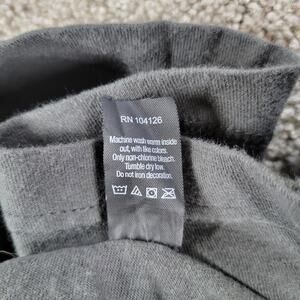 RN 104126
Machine wash warm inside
out, with like colors.
Only non-chlorine bleach.
Tumble dry low.
Do not iron decoration.